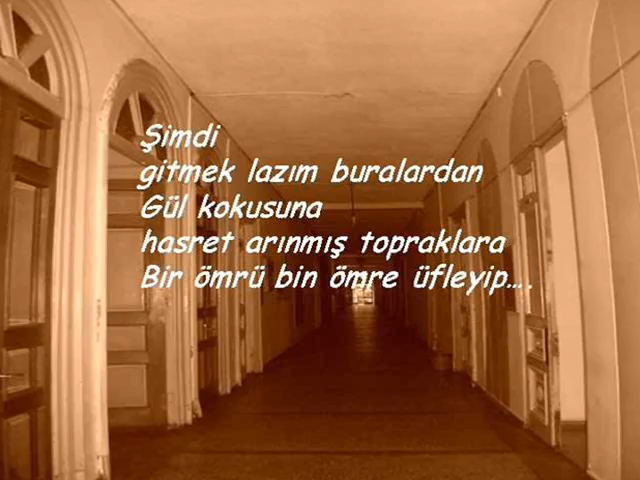 Şimdi
gitmek lazım buralardan
Gül kokusuna
hasret arınmış topraklara
Bir ömrü bin ömre üfleyip....